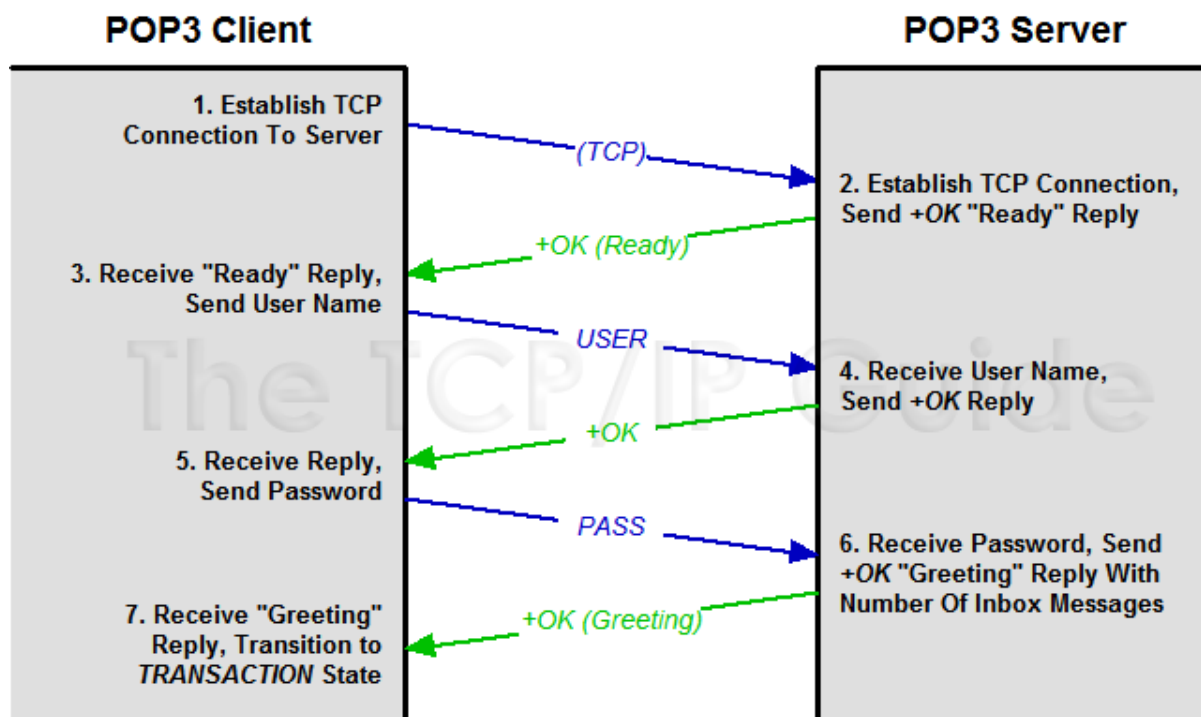 POP3 Client
POP3 Server
1. Establish TCP
Connection To Server
(TCP)
2. Establish TCP Connection,
Send +OK "Ready" Reply
+OK (Ready)
3. Receive "Ready" Reply,
Send User Name
USER
The TCP/IP Guide
4. Receive User Name,
Send +OK Reply
+OK
5. Receive Reply,
Send Password
PASS
6. Receive Password, Send
+OK "Greeting" Reply With
Number Of Inbox Messages
+OK (Greeting)
7. Receive "Greeting"
Reply, Transition to
TRANSACTION State